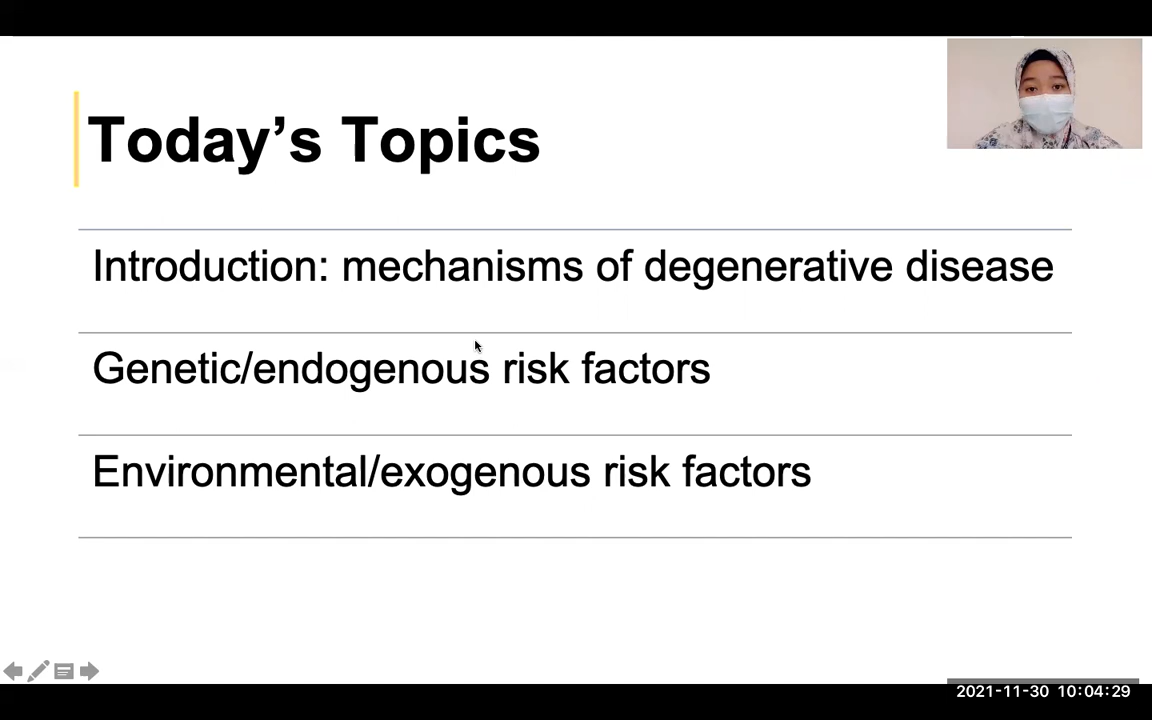 Today’s Topics
Introduction: mechanisms of degenerative disease
Genetic/endogenous risk factors
Environmental/exogenous risk factors
2021-11-30 10:04:29